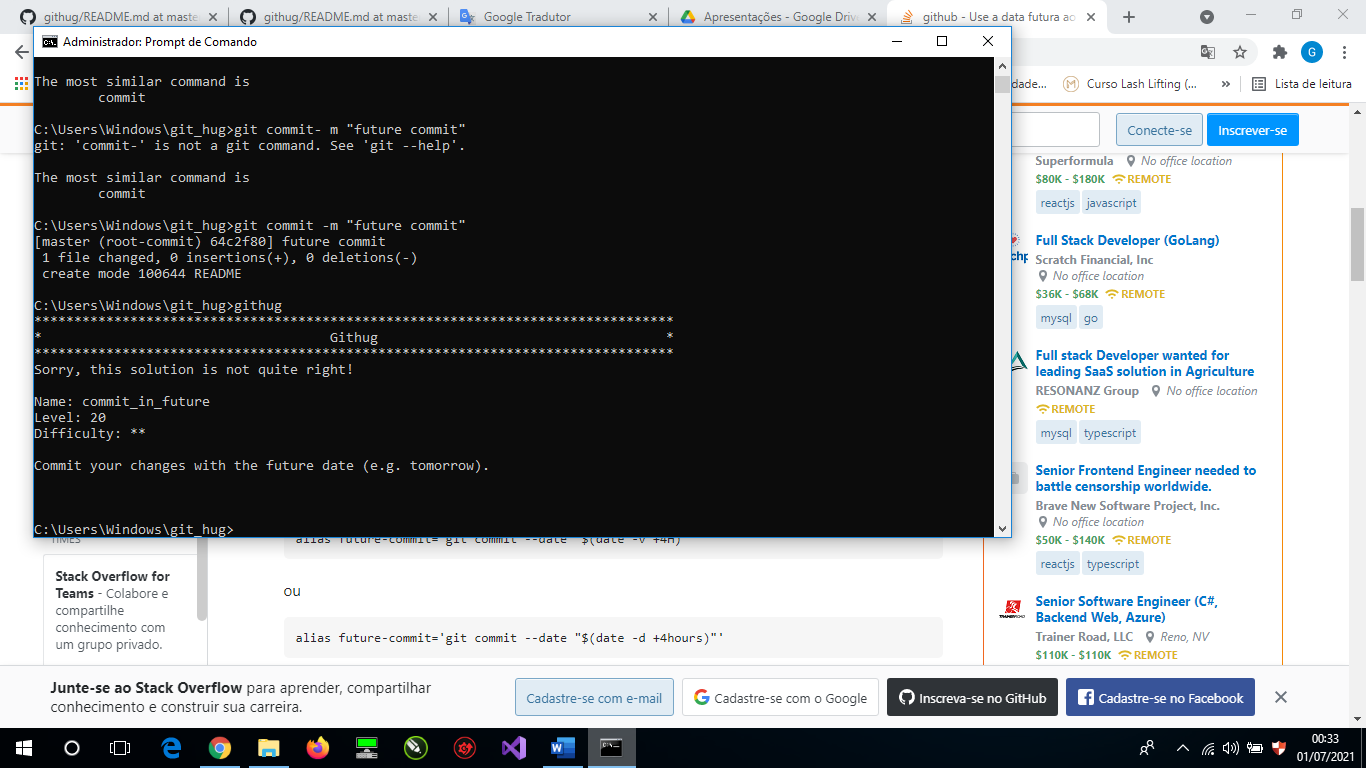 githug/README.md at maste
githug/README.md at maste
Google Tradutor
Apresentações - Google Drive
github - Use a data futura ao
G
dade...
Curso Lash Lifting (...
»
Lista de leitura
Administrador: Prompt de Comando
The most similar command is
commit
C:\Users\Windows\git_hug>git commit- m "future commit"
git: 'commit-' is not a git command. See 'git --help'.
The most similar command is
commit
C:\Users\Windows\git_hug>git commit -m "future commit"
[master (root-commit) 64c2f80] future commit
1 file changed, 0 insertions(+), 0 deletions(-)
create mode 100644 README
C:\Users\Windows\git_hug>githug
********************************************************************************
* Githug *
********************************************************************************
Sorry, this solution is not quite right!
Name: commit_in_future
Level: 20
Difficulty: **
Commit your changes with the future date (e.g. tomorrow).
C:\Users\Windows\git_hug>
Conecte-se
Inscrever-se
Superformula No office location
$80K - $180K REMOTE
reactjs javascript
Full Stack Developer (GoLang)
Scratch Financial, Inc
No office location
$36K - $68K REMOTE
mysql go
Full stack Developer wanted for
leading SaaS solution in Agriculture
RESONANZ Group No office location
REMOTE
mysql typescript
Senior Frontend Engineer needed to
battle censorship worldwide.
Brave New Software Project, Inc.
No office location
$50K - $140K REMOTE
reactjs typescript
Senior Software Engineer (C#,
Backend Web, Azure)
Trainer Road, LLC Reno, NV
$110K - $110K REMOTE
TIMES
Stack Overflow for
Teams - Colabore e
compartilhe
conhecimento com
um grupo privado.
alias future-commit='git commit --date "$(date -v +4H)
ou
alias future-commit='git commit --date "$(date -d +4hours)"'
Junte-se ao Stack Overflow para aprender, compartilhar
conhecimento e construir sua carreira.
Cadastre-se com e-mail
Cadastre-se com o Google
Inscreva-se no GitHub
Cadastre-se no Facebook
00:33
01/07/2021